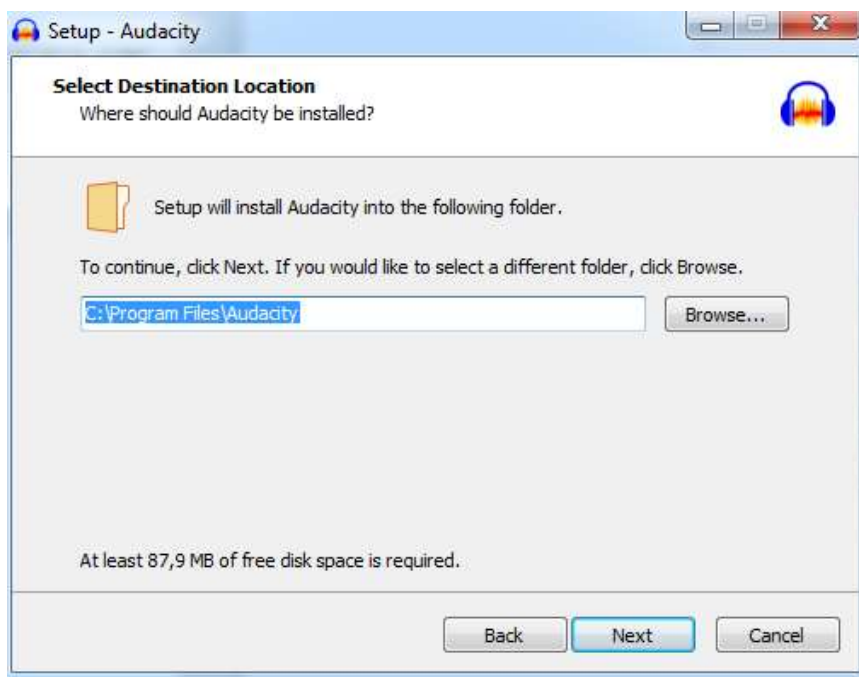 Setup - Audacity
Select Destination Location
Where should Audacity be installed?
Setup will install Audacity into the following folder.
To continue, click Next. If you would like to select a different folder, click Browse.
C:\Program Files\Audacity
Browse...
At least 87,9 MB of free disk space is required.
Back Next Cancel